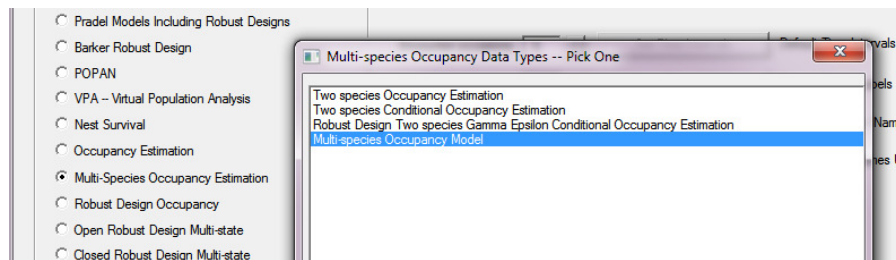 Pradel Models Including Robust Designs
Barker Robust Design
POPAN
VPA -- Virtual Population Analysis
Nest Survival
Occupancy Estimation
Multi-Species Occupancy Estimation
Robust Design Occupancy
Open Robust Design Multi-state
Closed Robust Design Multi-state
Multi-species Occupancy Data Types -- Pick One
Two species Occupancy Estimation
Two species Conditional Occupancy Estimation
Robust Design Two species Gamma Epsilon Conditional Occupancy Estimation
Multi-species Occupancy Model